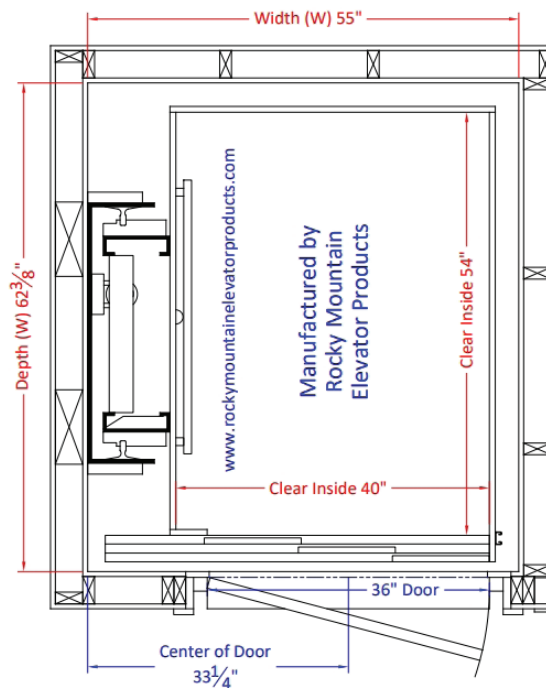 Width (W) 55"
Depth (W) 62 3/8"
www.rockymountainelevatorproducts.com
Manufactured by
Rocky Mountain
Elevator Products
Clear Inside 54"
Clear Inside 40"
36" Door
Center of Door
33 1/4"